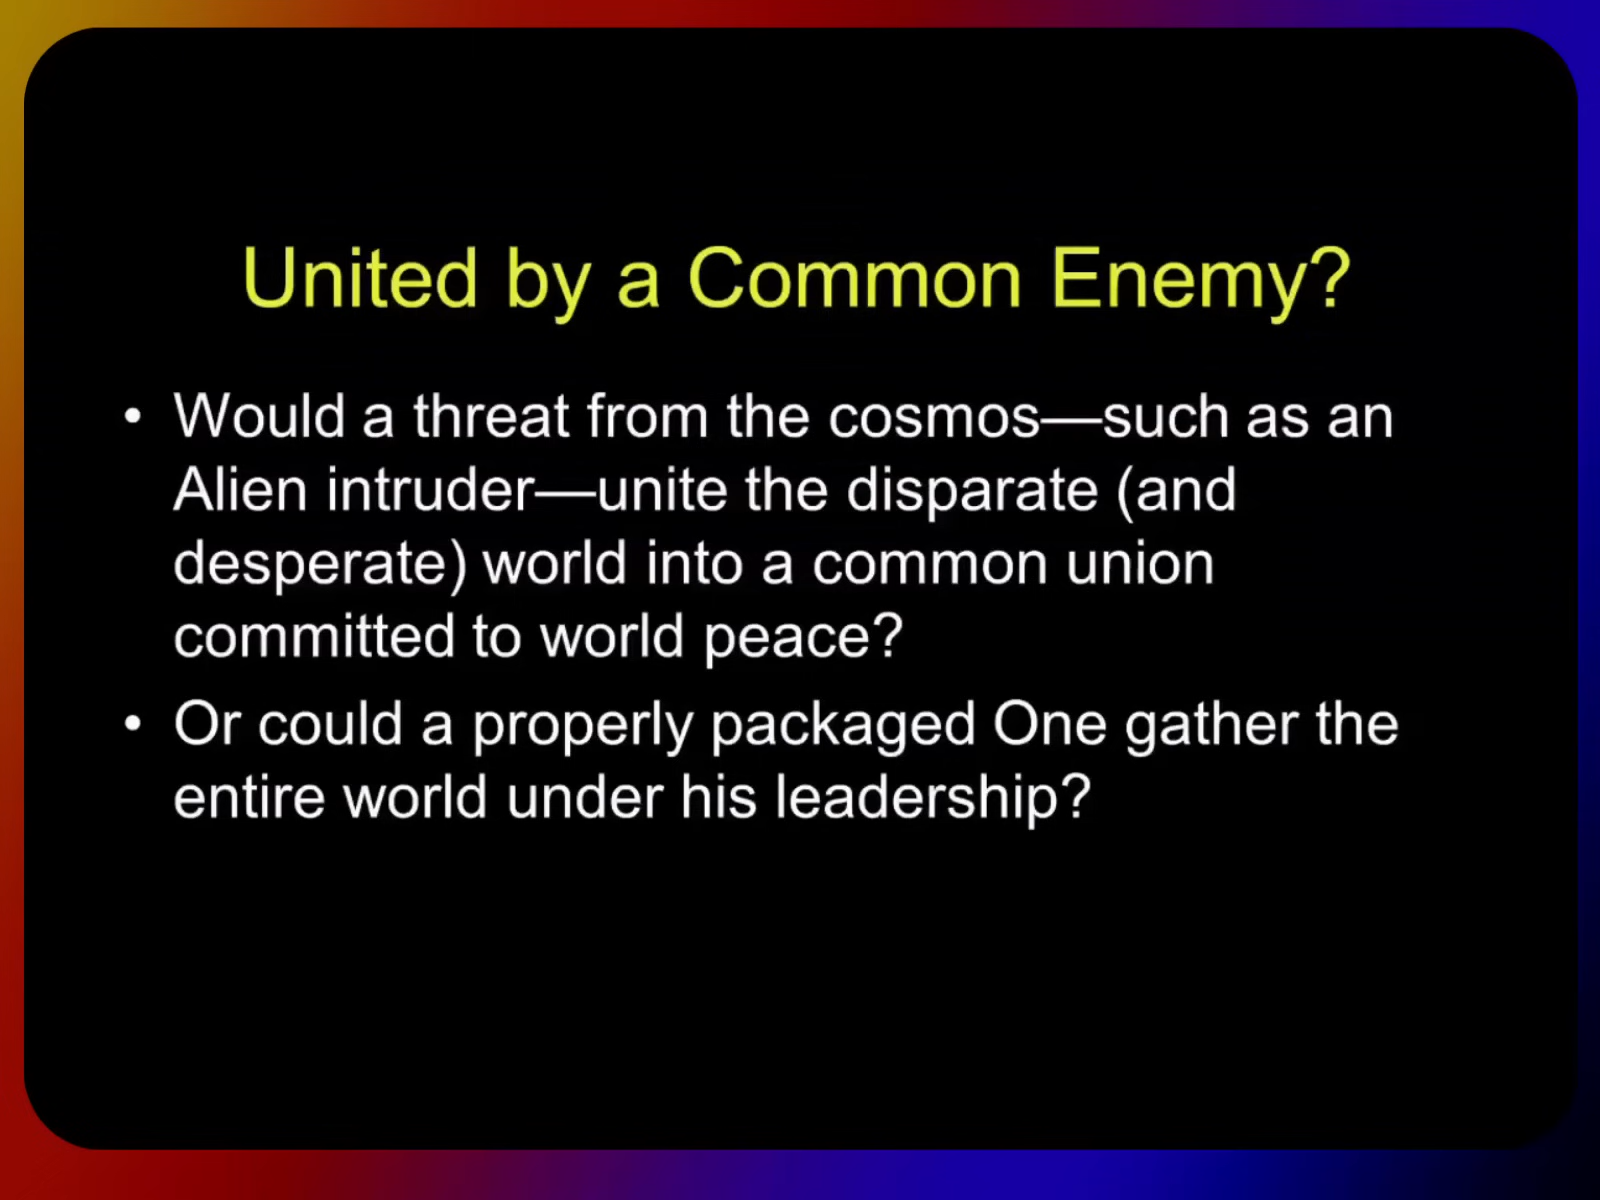 United by a Common Enemy?
• Would a threat from the cosmos—such as an
Alien intruder—unite the disparate (and
desperate) world into a common union
committed to world peace?
• Or could a properly packaged One gather the
entire world under his leadership?